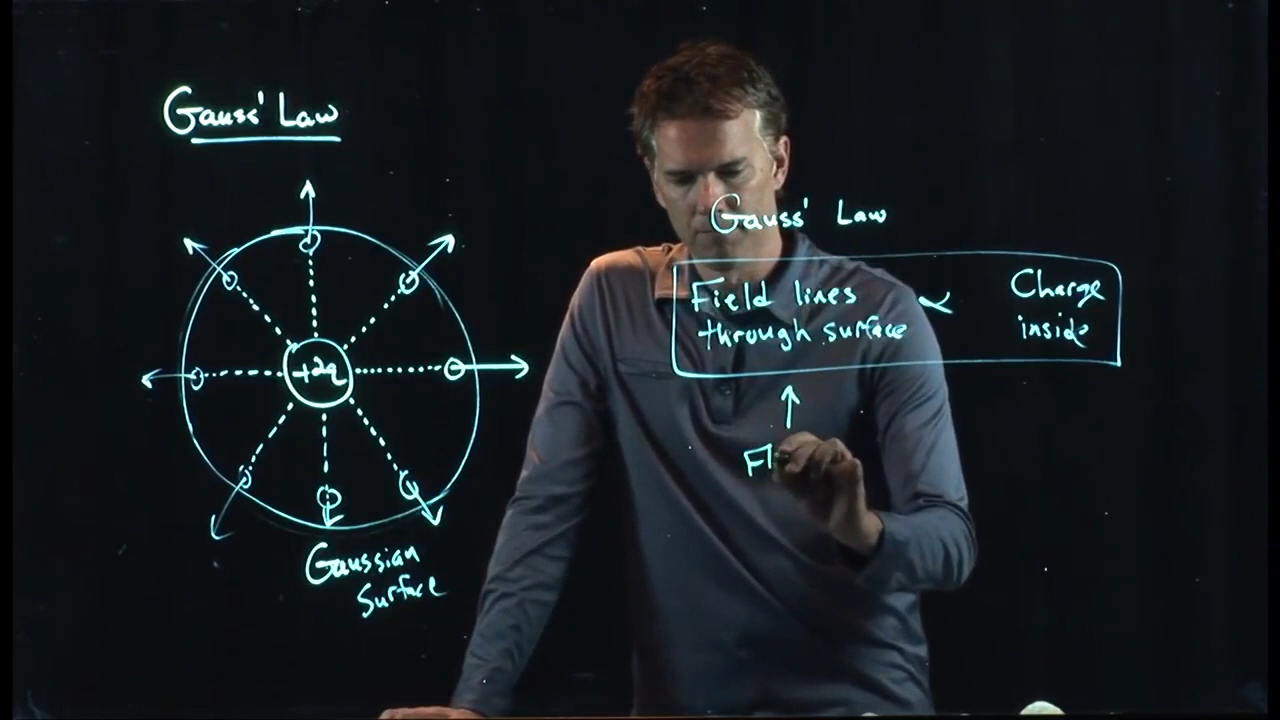 Gauss' Law
+2q
Gaussian
Surface
Gauss' Law
Field lines
through surface
∝
Charge
inside
Fl